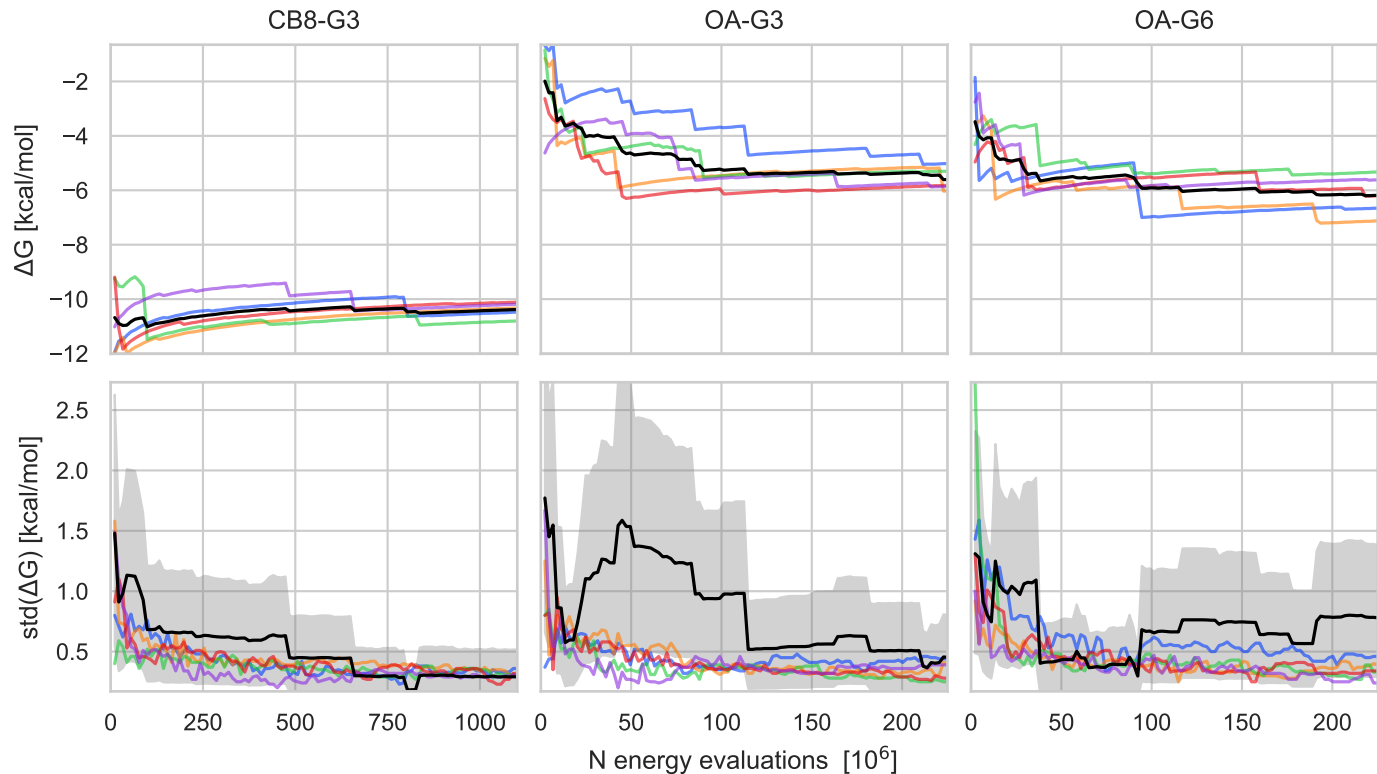 CB8-G3 OA-G3 OA-G6
ΔG [kcal/mol]
−2
−4
−6
−8
−10
−12
std(ΔG) [kcal/mol]
2.5
2.0
1.5
1.0
0.5
0 250 500 750 1000 0 50 100 150 200 0 50 100 150 200
N energy evaluations [10⁶]